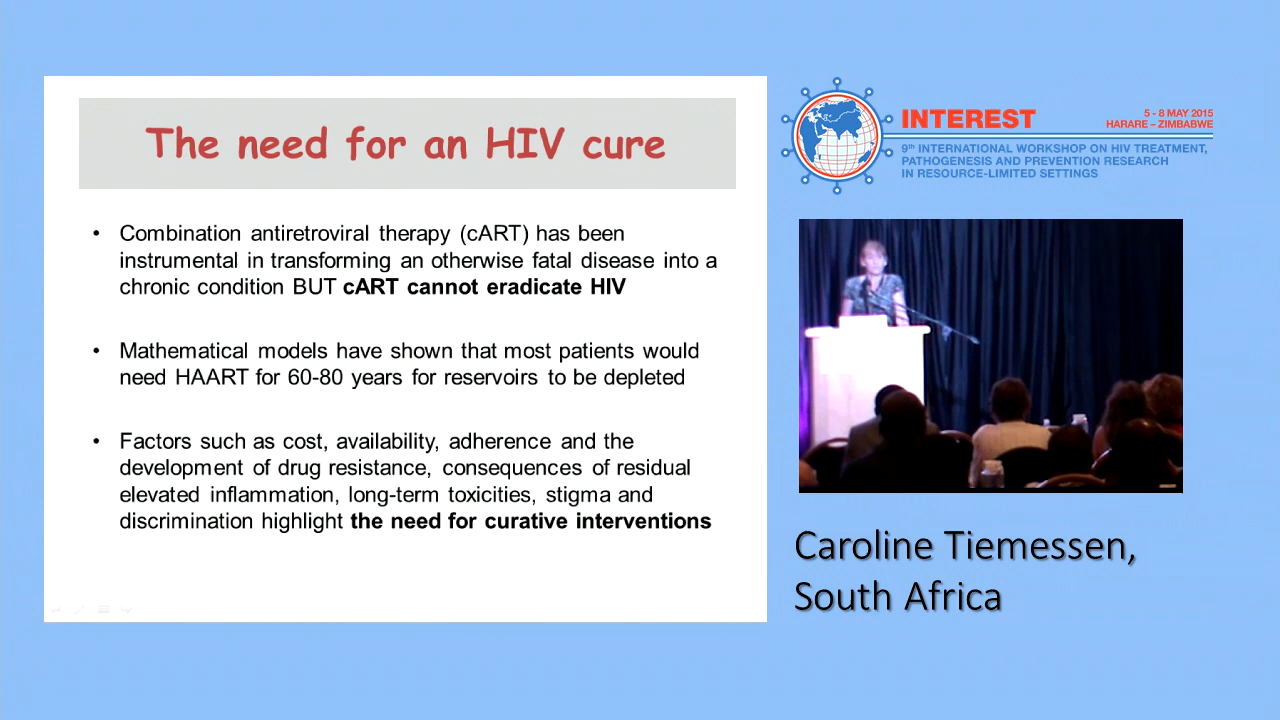 The need for an HIV cure
• Combination antiretroviral therapy (cART) has been
instrumental in transforming an otherwise fatal disease into a
chronic condition BUT cART cannot eradicate HIV
• Mathematical models have shown that most patients would
need HAART for 60-80 years for reservoirs to be depleted
• Factors such as cost, availability, adherence and the
development of drug resistance, consequences of residual
elevated inflammation, long-term toxicities, stigma and
discrimination highlight the need for curative interventions
INTEREST
5 - 8 MAY 2015
HARARE – ZIMBABWE
9th INTERNATIONAL WORKSHOP ON HIV TREATMENT,
PATHOGENESIS AND PREVENTION RESEARCH
IN RESOURCE-LIMITED SETTINGS
Caroline Tiemessen,
South Africa